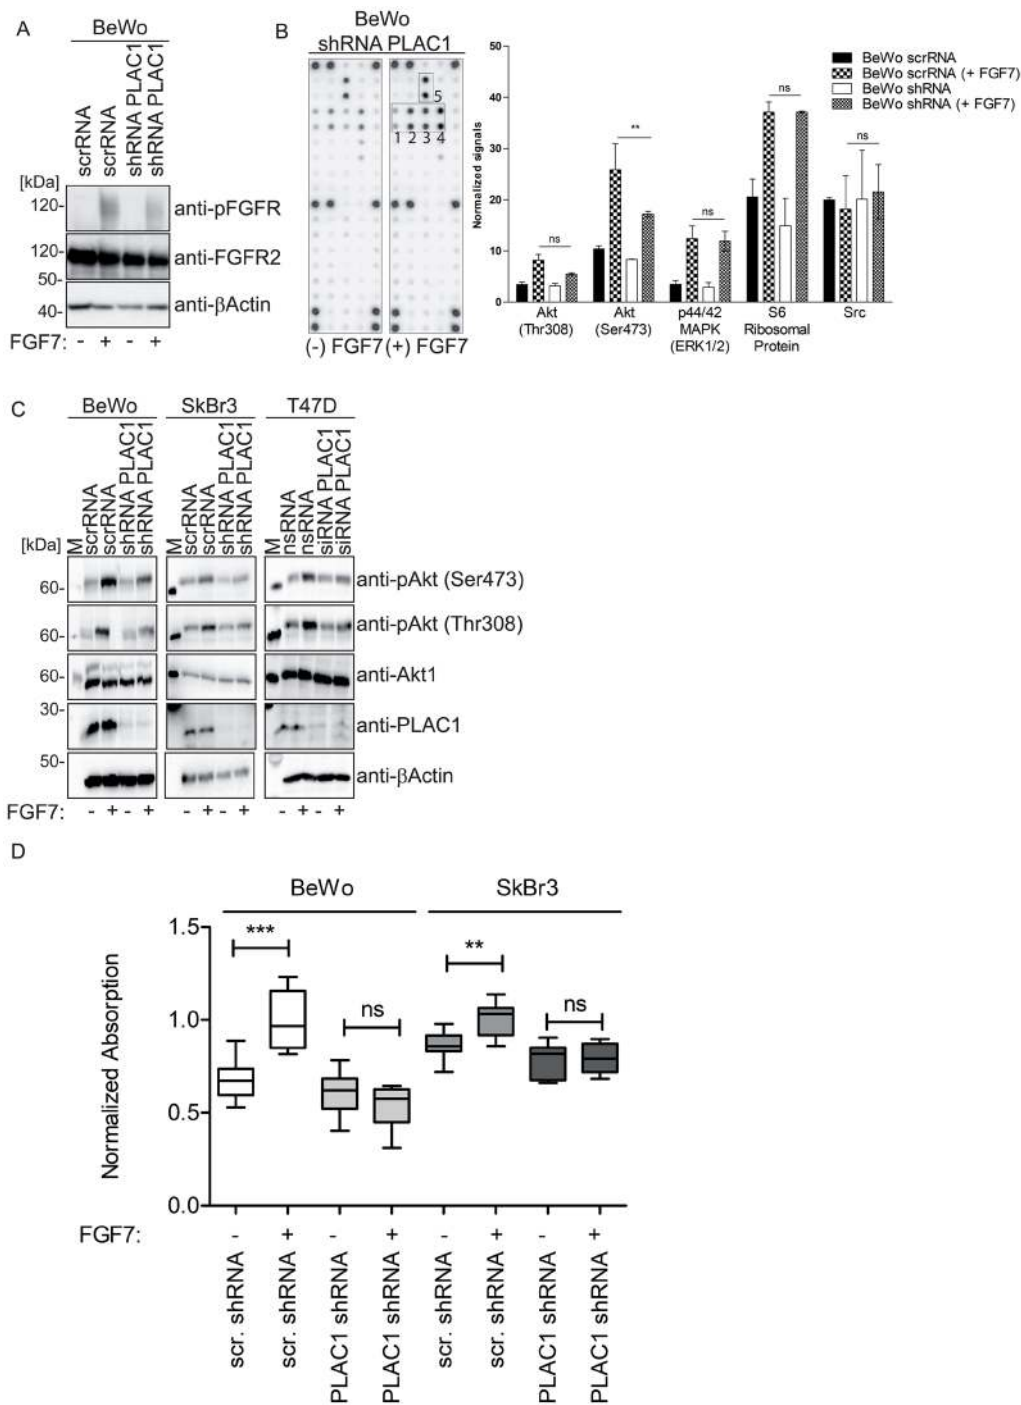 A
BeWo
scrRNA
scrRNA
shRNA PLAC1
shRNA PLAC1
[kDa]
120-
anti-pFGFR
120-
anti-FGFR2
50-
40-
anti-βActin
FGF7: - + - +
B
BeWo
shRNA PLAC1
5
1 2 3 4
(-) FGF7 (+) FGF7
50
40
30
20
10
0
Normalized signals
ns
**
ns
ns
ns
Akt
(Thr308)
Akt
(Ser473)
p44/42
MAPK
(ERK1/2)
S6
Ribosomal
Protein
Src
BeWo scrRNA
BeWo scrRNA (+ FGF7)
BeWo shRNA
BeWo shRNA (+ FGF7)
C
BeWo SkBr3 T47D
M
scrRNA
scrRNA
shRNA PLAC1
shRNA PLAC1
M
scrRNA
scrRNA
shRNA PLAC1
shRNA PLAC1
M
nsRNA
nsRNA
siRNA PLAC1
siRNA PLAC1
[kDa]
60-
anti-pAkt (Ser473)
60-
anti-pAkt (Thr308)
60-
anti-Akt1
30-
anti-PLAC1
50-
anti-βActin
FGF7: - + - + - + - + - + - +
D
BeWo SkBr3
1.5
1.0
0.5
0.0
Normalized Absorption
***
ns
**
ns
FGF7: - + - + - + - +
scr. shRNA
scr. shRNA
PLAC1 shRNA
PLAC1 shRNA
scr. shRNA
scr. shRNA
PLAC1 shRNA
PLAC1 shRNA